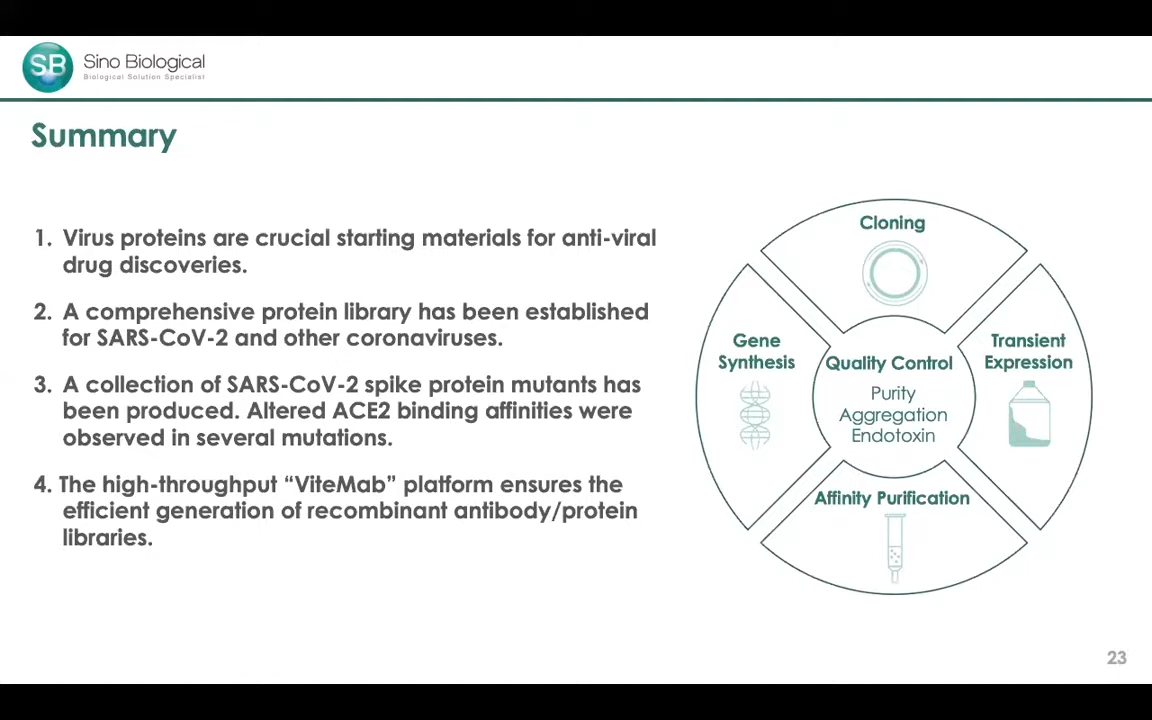 SB
Sino Biological
Biological Solution Specialist
Summary
1. Virus proteins are crucial starting materials for anti-viral
drug discoveries.
2. A comprehensive protein library has been established
for SARS-CoV-2 and other coronaviruses.
3. A collection of SARS-CoV-2 spike protein mutants has
been produced. Altered ACE2 binding affinities were
observed in several mutations.
4. The high-throughput “ViteMab” platform ensures the
efficient generation of recombinant antibody/protein
libraries.
Cloning
Gene
Synthesis
Quality Control
Purity
Aggregation
Endotoxin
Transient
Expression
Affinity Purification
23